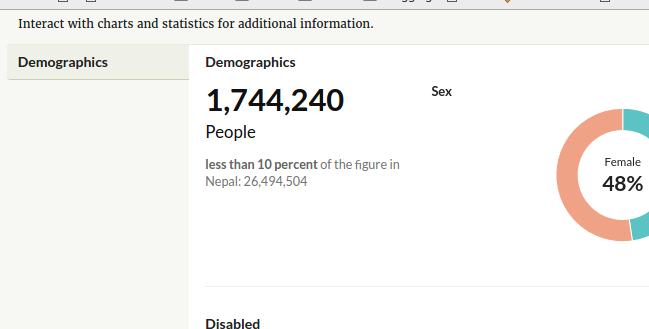 Interact with charts and statistics for additional information.
Demographics
Demographics
1,744,240
People
less than 10 percent of the figure in
Nepal: 26,494,504
Sex
Female
48%
Disabled